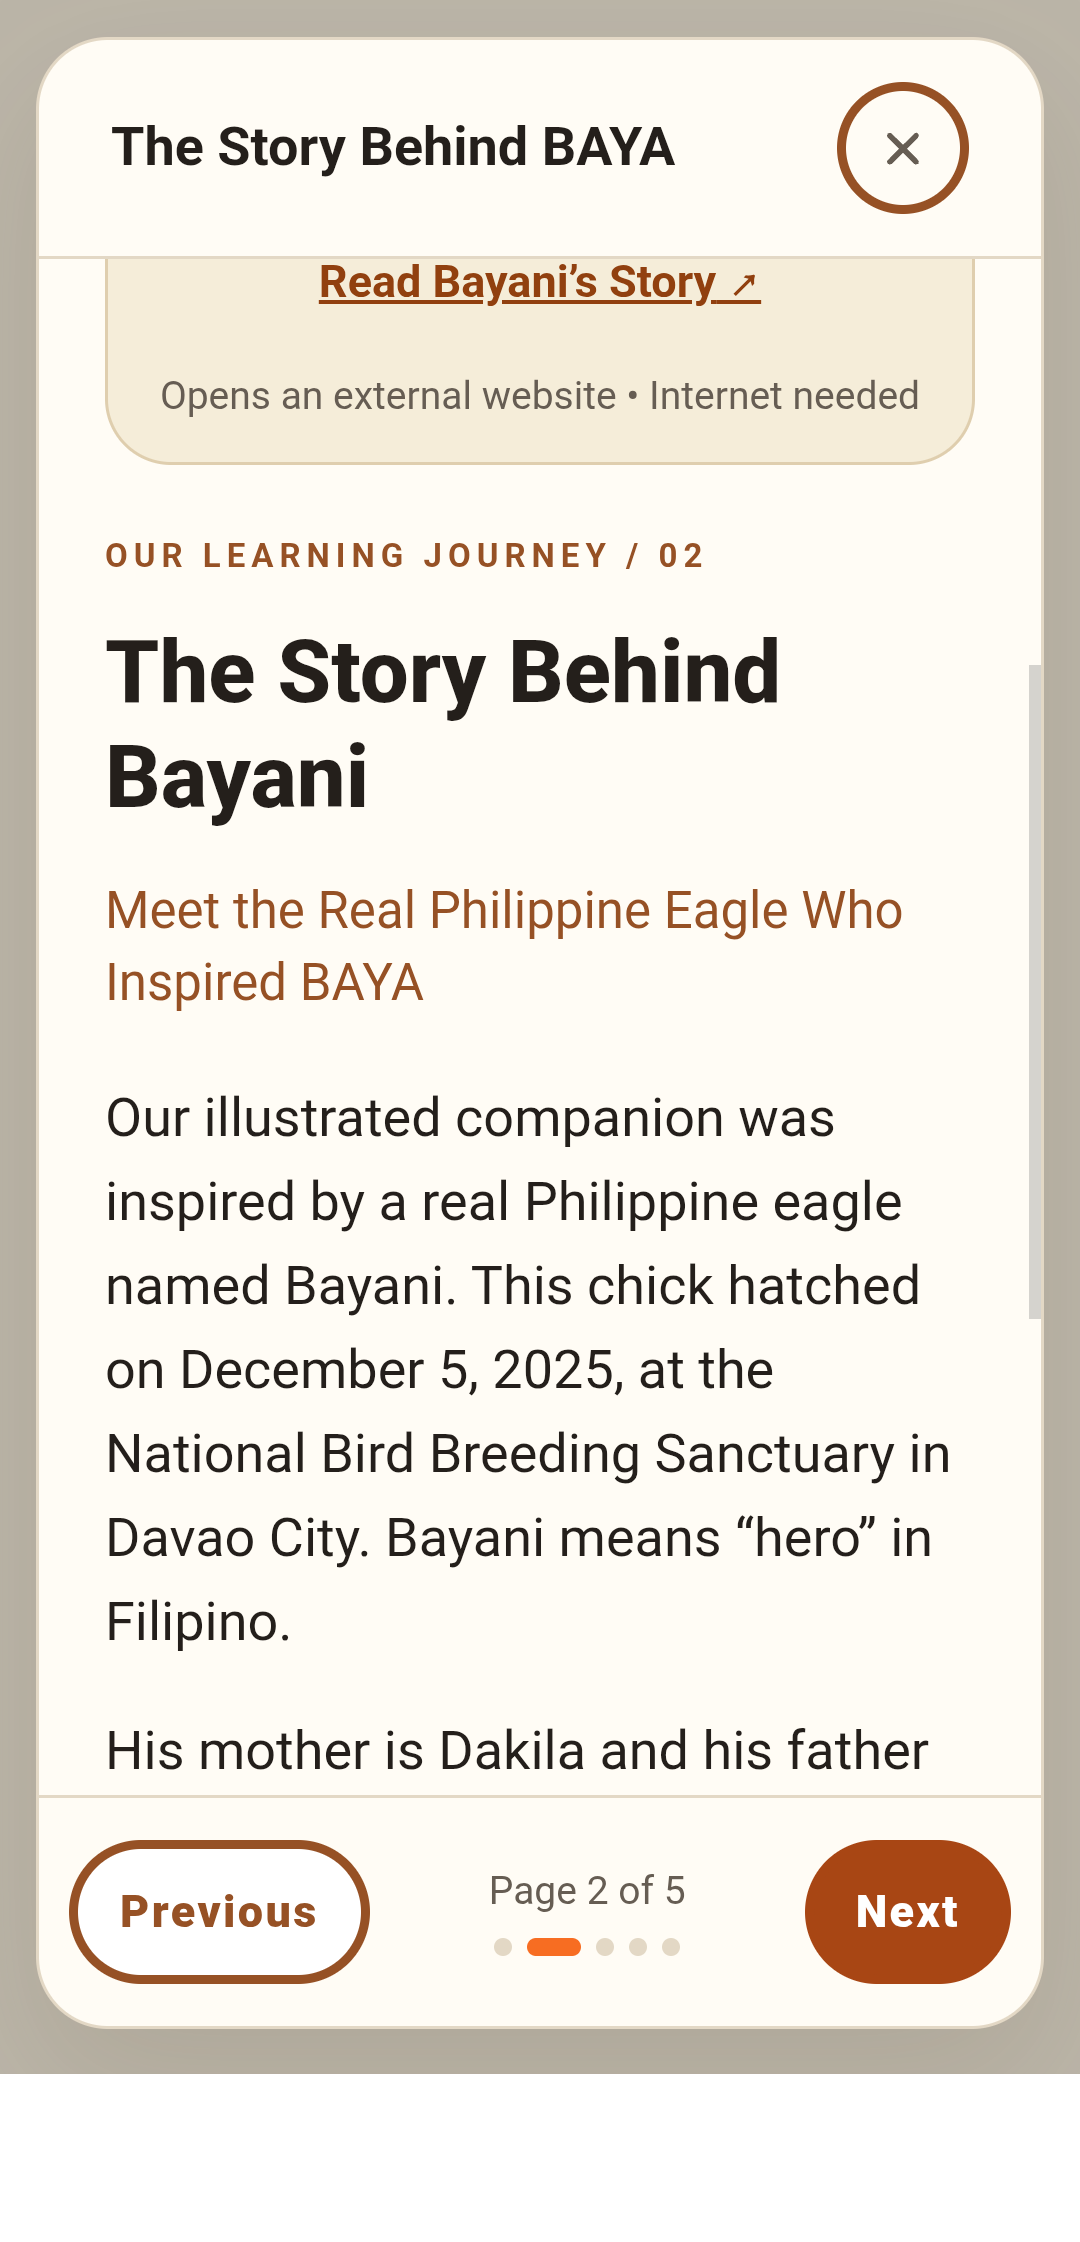 The Story Behind BAYA
Read Bayani’s Story ↗
Opens an external website • Internet needed
OUR LEARNING JOURNEY / 02
The Story Behind
Bayani
Meet the Real Philippine Eagle Who
Inspired BAYA
Our illustrated companion was
inspired by a real Philippine eagle
named Bayani. This chick hatched
on December 5, 2025, at the
National Bird Breeding Sanctuary in
Davao City. Bayani means “hero” in
Filipino.
His mother is Dakila and his father
Previous
Page 2 of 5
Next